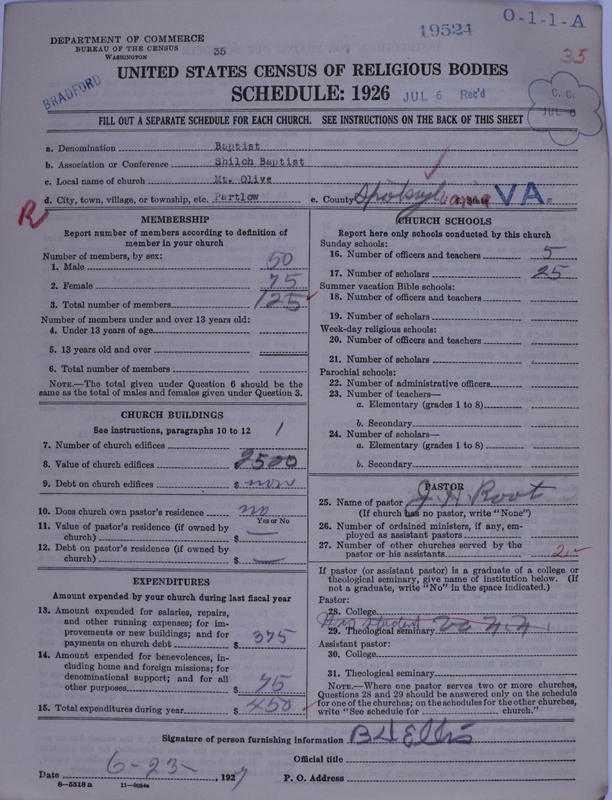 DEPARTMENT OF COMMERCE
BUREAU OF THE CENSUS
WASHINGTON
35
19524
O-1-1-A
35
BRADFORD
UNITED STATES CENSUS OF RELIGIOUS BODIES
SCHEDULE: 1926
JUL 6 Rec'd
C. C.
JUL 6
FILL OUT A SEPARATE SCHEDULE FOR EACH CHURCH. SEE INSTRUCTIONS ON THE BACK OF THIS SHEET
a. Denomination Baptist
b. Association or Conference Shiloh Baptist
c. Local name of church Mt. Olive
d. City, town, village, or township, etc. Partlow e. County Spotsylvania f. State VA
R
MEMBERSHIP
Report number of members according to definition of
member in your church
Number of members, by sex:
1. Male 50
2. Female 75
3. Total number of members 125
Number of members under and over 13 years old:
4. Under 13 years of age
5. 13 years old and over
6. Total number of members
NOTE.—The total given under Question 6 should be
same as the total of males and females given under Question 3.
CHURCH BUILDINGS
See instructions, paragraphs 10 to 12
7. Number of church edifices 1
8. Value of church edifices 2500
9. Debt on church edifices $ non
10. Does church own pastor's residence no
Yes or No
11. Value of pastor's residence (if owned by
church) $ —
12. Debt on pastor's residence (if owned by
church) $ —
EXPENDITURES
Amount expended by your church during last fiscal year
13. Amount expended for salaries, repairs,
and other running expenses; for im-
provements or new buildings; and for
payments on church debt $ 375
14. Amount expended for benevolences, in-
cluding home and foreign missions; for
denominational support; and for all
other purposes $ 75
15. Total expenditures during year $ 450
CHURCH SCHOOLS
Report here only schools conducted by this church
Sunday schools:
16. Number of officers and teachers 5
17. Number of scholars 25
Summer vacation Bible schools:
18. Number of officers and teachers
19. Number of scholars
Week-day religious schools:
20. Number of officers and teachers
21. Number of scholars
Parochial schools:
22. Number of administrative officers
23. Number of teachers—
a. Elementary (grades 1 to 8)
b. Secondary
24. Number of scholars—
a. Elementary (grades 1 to 8)
b. Secondary
PASTOR
25. Name of pastor J. H. Root
(If church has no pastor, write "None")
26. Number of ordained ministers, if any, em-
ployed as assistant pastors
27. Number of other churches served by the
pastor or his assistants 2
If pastor (or assistant pastor) is a graduate of a college or
theological seminary, give name of institution below. (If
not a graduate, write "No" in the space indicated.)
Pastor:
28. College
29. Theological seminary
Assistant pastor:
30. College
31. Theological seminary
NOTE.—Where one pastor serves two or more churches,
Questions 28 and 29 should be answered only on the schedule
for one of the churches; on the schedules for the other churches,
write "See schedule for church."
Signature of person furnishing information B H Ellis
Official title
Date 6-23-, 1927 P. O. Address
8—5518 a 11—9064a